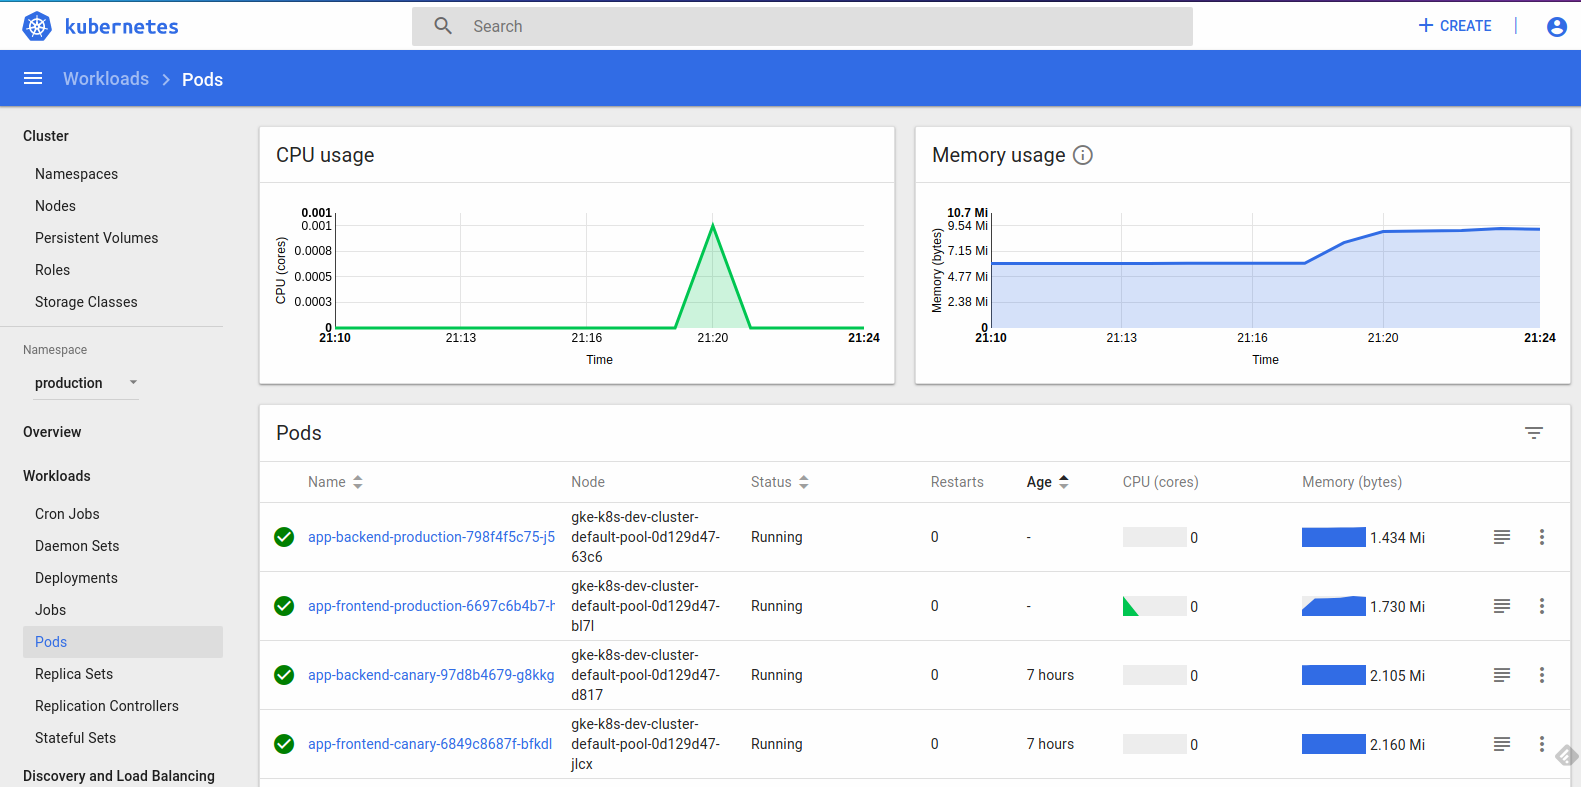 kubernetes
Search
CREATE
Workloads
Pods
Cluster
Namespaces
Nodes
Persistent Volumes
Roles
Storage Classes
Namespace
production
Overview
Workloads
Cron Jobs
Daemon Sets
Deployments
Jobs
Pods
Replica Sets
Replication Controllers
Stateful Sets
Discovery and Load Balancing
CPU usage
CPU (cores)
0.001
0.001
0.0008
0.0005
0.0003
0
21:10 21:13 21:16 21:20 21:24
Time
Memory usage
Memory (bytes)
10.7 Mi
9.54 Mi
7.15 Mi
4.77 Mi
2.38 Mi
0
21:10 21:13 21:16 21:20 21:24
Time
Pods
Name Node Status Restarts Age CPU (cores) Memory (bytes)
gke-k8s-dev-cluster-
app-backend-production-798f4f5c75-j5 default-pool-0d129d47- Running 0 - 0 1.434 Mi
63c6
gke-k8s-dev-cluster-
app-frontend-production-6697c6b4b7-h default-pool-0d129d47- Running 0 - 0 1.730 Mi
bl7l
gke-k8s-dev-cluster-
app-backend-canary-97d8b4679-g8kkg default-pool-0d129d47- Running 0 7 hours 0 2.105 Mi
d817
gke-k8s-dev-cluster-
app-frontend-canary-6849c8687f-bfkdl default-pool-0d129d47- Running 0 7 hours 0 2.160 Mi
jlcx